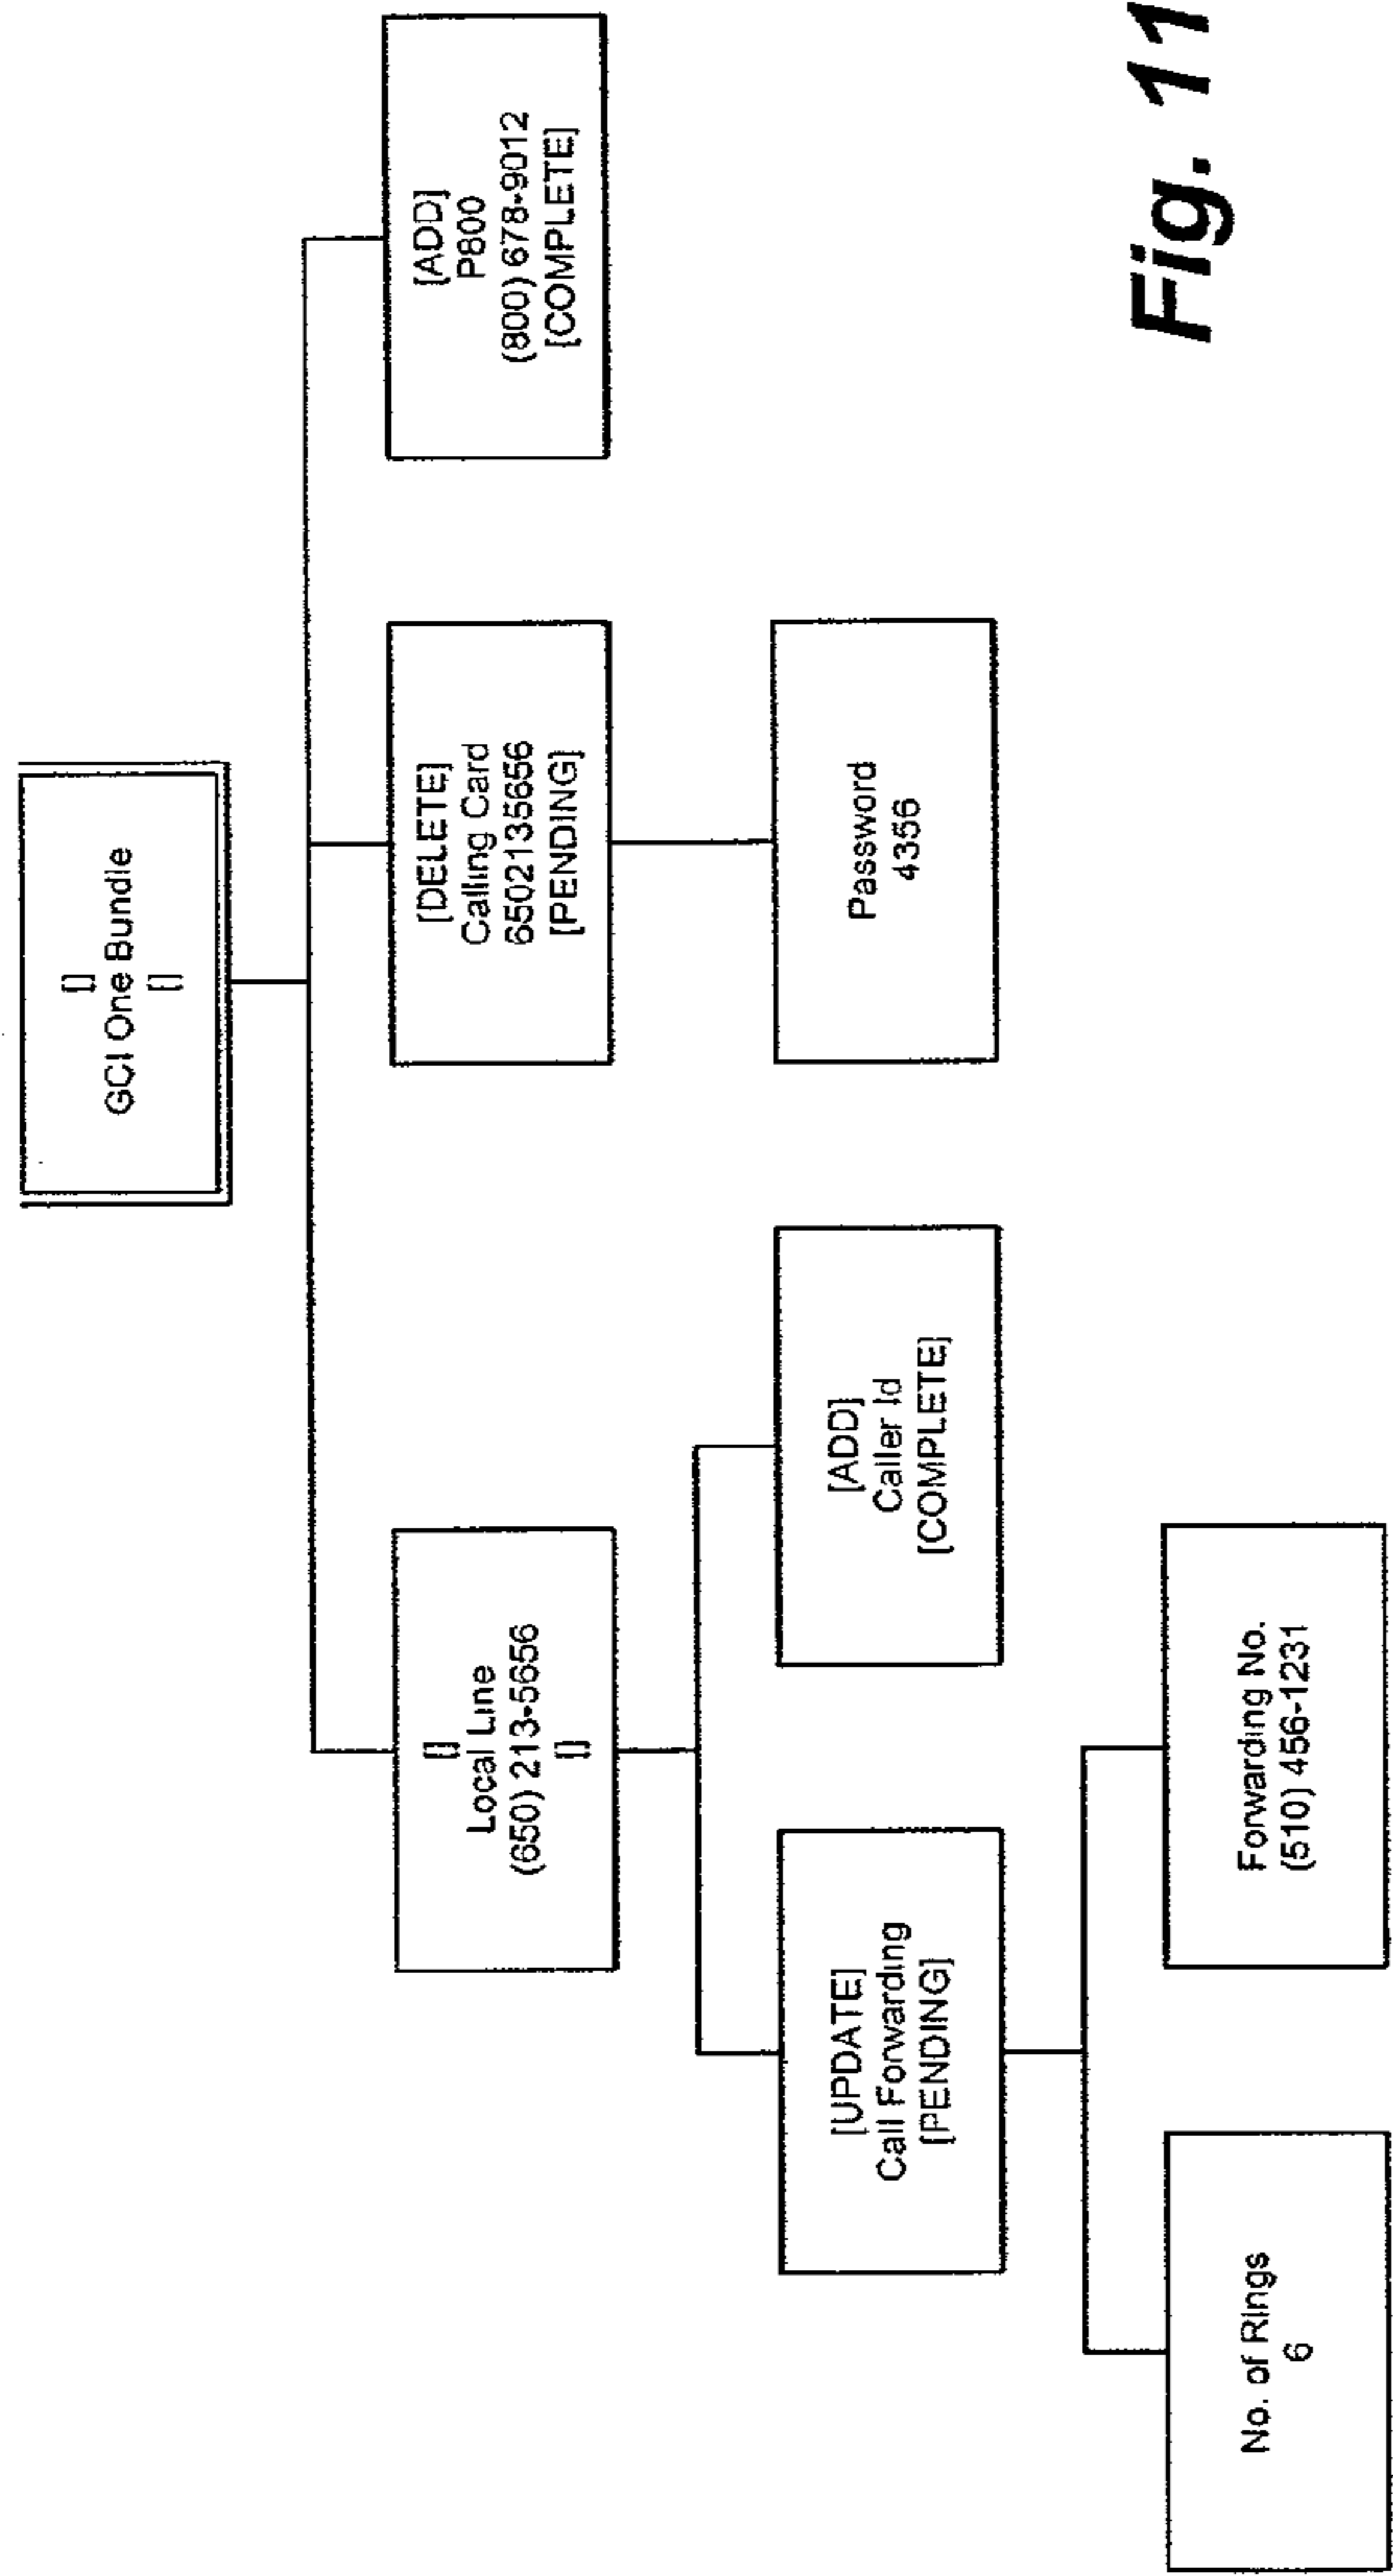 []
GCI One Bundle
[]
[]
Local Line
(650) 213-5656
[]
[DELETE]
Calling Card
6502135656
[PENDING]
[ADD]
P800
(800) 678-9012
[COMPLETE]
[UPDATE]
Call Forwarding
[PENDING]
[ADD]
Caller Id
[COMPLETE]
Password
4356
No. of Rings
6
Forwarding No.
(510) 456-1231
Fig. 11